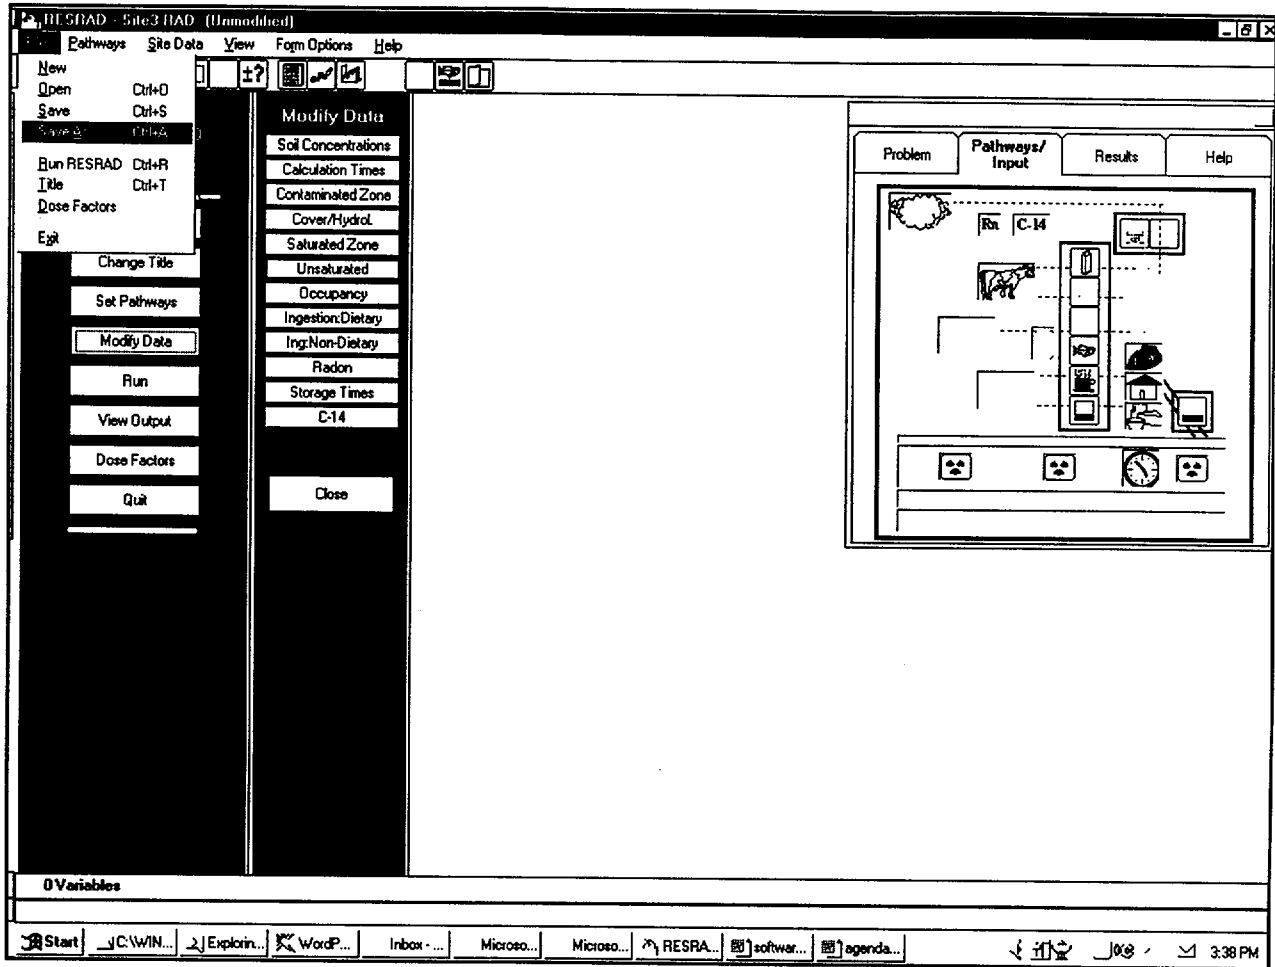 RESRAD - Site3.RAD (Unmodified)
Pathways Site Data View Form Options Help
New
Open Ctrl+O
Save Ctrl+S
Save As Ctrl+A
Run RESRAD Ctrl+R
Title Ctrl+T
Dose Factors
Exit
±?
Change Title
Set Pathways
Modify Data
Run
View Output
Dose Factors
Quit
Modify Data
Soil Concentrations
Calculation Times
Contaminated Zone
Cover/Hydrol.
Saturated Zone
Unsaturated
Occupancy
Ingestion:Dietary
Ing:Non-Dietary
Radon
Storage Times
C-14
Close
Problem
Pathways/
Input
Results
Help
Rn C-14
0 Variables
Start C:\WIN... Explorin... WordP... Inbox - ... Microso... Microso... RESRA... softwar... agenda... 3:38 PM